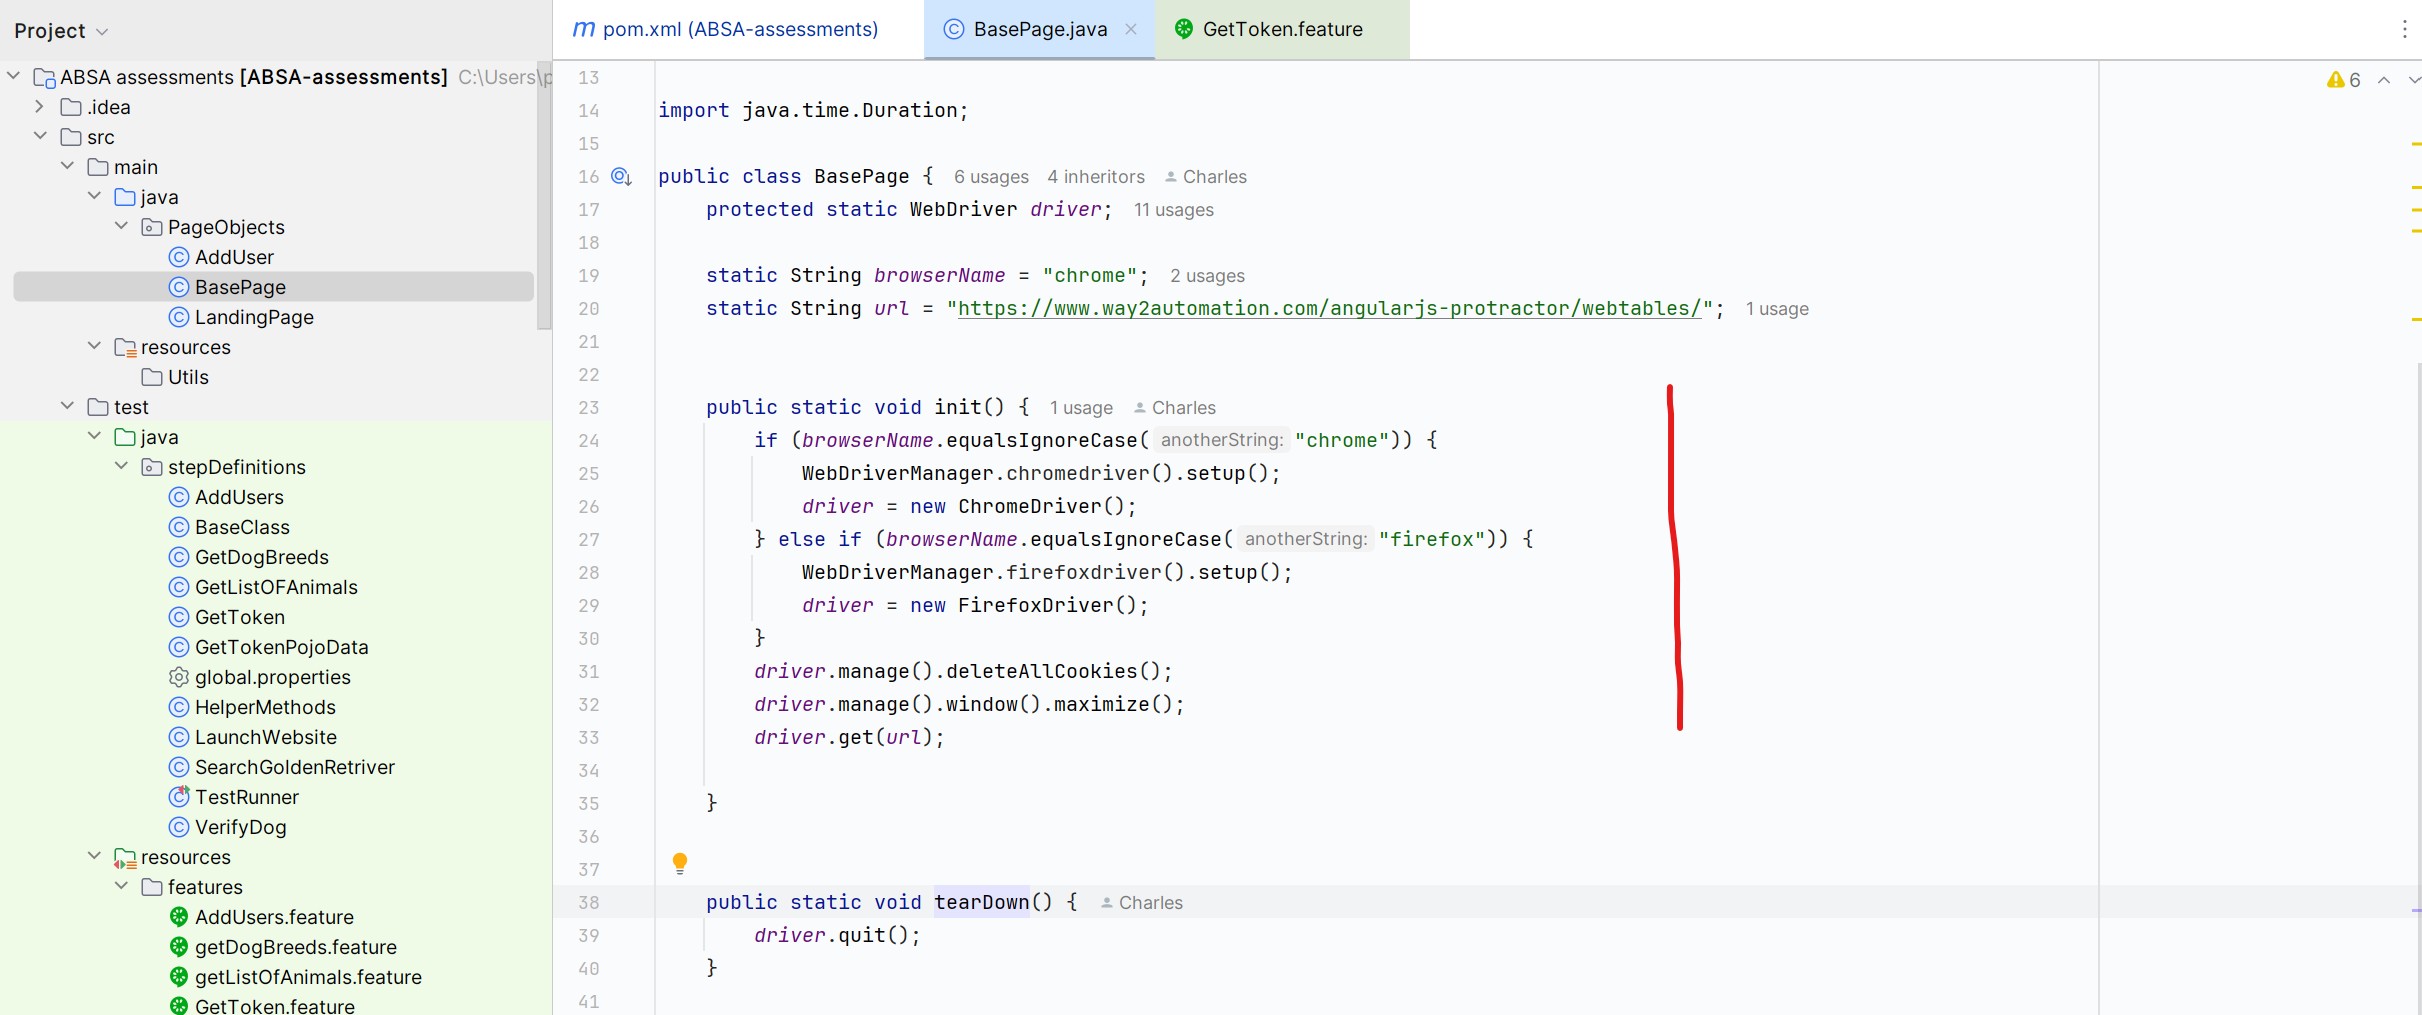 Project
pom.xml (ABSA-assessments)
BasePage.java
GetToken.feature
ABSA assessments [ABSA-assessments] C:\Users\p
.idea
src
main
java
PageObjects
AddUser
BasePage
LandingPage
resources
Utils
test
java
stepDefinitions
AddUsers
BaseClass
GetDogBreeds
GetListOFAnimals
GetToken
GetTokenPojoData
global.properties
HelperMethods
LaunchWebsite
SearchGoldenRetriver
TestRunner
VerifyDog
resources
features
AddUsers.feature
getDogBreeds.feature
getListOfAnimals.feature
GetToken.feature
6
13
14 import java.time.Duration;
15
16 public class BasePage { 6 usages 4 inheritors Charles
17 protected static WebDriver driver; 11 usages
18
19 static String browserName = "chrome"; 2 usages
20 static String url = "https://www.way2automation.com/angularjs-protractor/webtables/"; 1 usage
21
22
23 public static void init() { 1 usage Charles
24 if (browserName.equalsIgnoreCase( anotherString: "chrome")) {
25 WebDriverManager.chromedriver().setup();
26 driver = new ChromeDriver();
27 } else if (browserName.equalsIgnoreCase( anotherString: "firefox")) {
28 WebDriverManager.firefoxdriver().setup();
29 driver = new FirefoxDriver();
30 }
31 driver.manage().deleteAllCookies();
32 driver.manage().window().maximize();
33 driver.get(url);
34
35 }
36
37
38 public static void tearDown() { Charles
39 driver.quit();
40 }
41